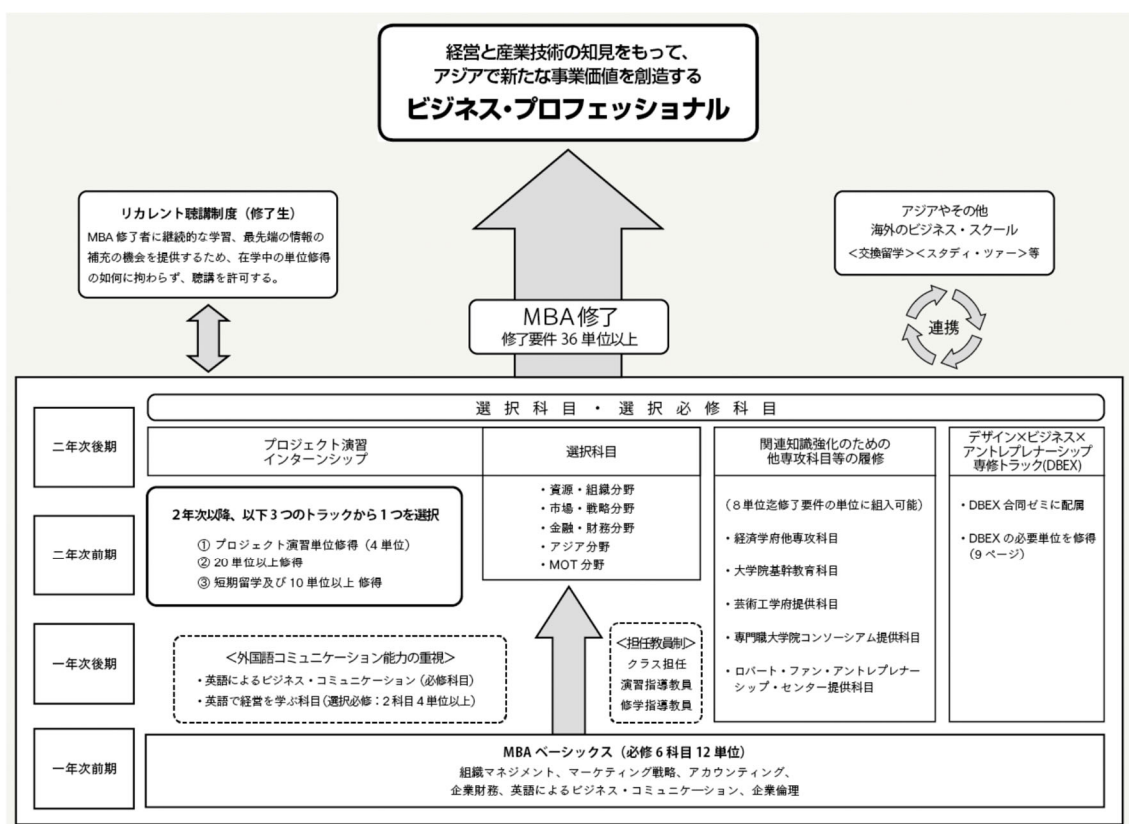 経営と産業技術の知見をもって、
アジアで新たな事業価値を創造する
ビジネス・プロフェッショナル
リカレント聴講制度（修了生）
MBA 修了者に継続的な学習、最先端の情報の
補充の機会を提供するため、在学中の単位修得
の如何に拘わらず、聴講を許可する。
アジアやその他
海外のビジネス・スクール
＜交換留学＞＜スタディ・ツァー＞等
連携
MBA 修了
修了要件 36 単位以上
選択科目・選択必修科目
二年次後期
プロジェクト演習
インターンシップ
選択科目
関連知識強化のための
他専攻科目等の履修
デザイン×ビジネス×
アントレプレナーシップ
専修トラック(DBEX)
二年次前期
2 年次以降、以下 3 つのトラックから 1 つを選択
① プロジェクト演習単位修得（4 単位）
② 20 単位以上修得
③ 短期留学及び 10 単位以上 修得
・資源・組織分野
・市場・戦略分野
・金融・財務分野
・アジア分野
・MOT 分野
（8 単位迄修了要件の単位に組入可能）
・経済学府他専攻科目
・大学院基幹教育科目
・芸術工学府提供科目
・専門職大学院コンソーシアム提供科目
・ロバート・ファン・アントレプレナー
シップ・センター提供科目
・DBEX 合同ゼミに配属
・DBEX の必要単位を修得
（9 ページ）
一年次後期
＜外国語コミュニケーション能力の重視＞
・英語によるビジネス・コミュニケーション（必修科目）
・英語で経営を学ぶ科目（選択必修：2 科目 4 単位以上）
＜担任教員制＞
クラス担任
演習指導教員
修学指導教員
一年次前期
MBA ベーシックス（必修 6 科目 12 単位）
組織マネジメント、マーケティング戦略、アカウンティング、
企業財務、英語によるビジネス・コミュニケーション、企業倫理